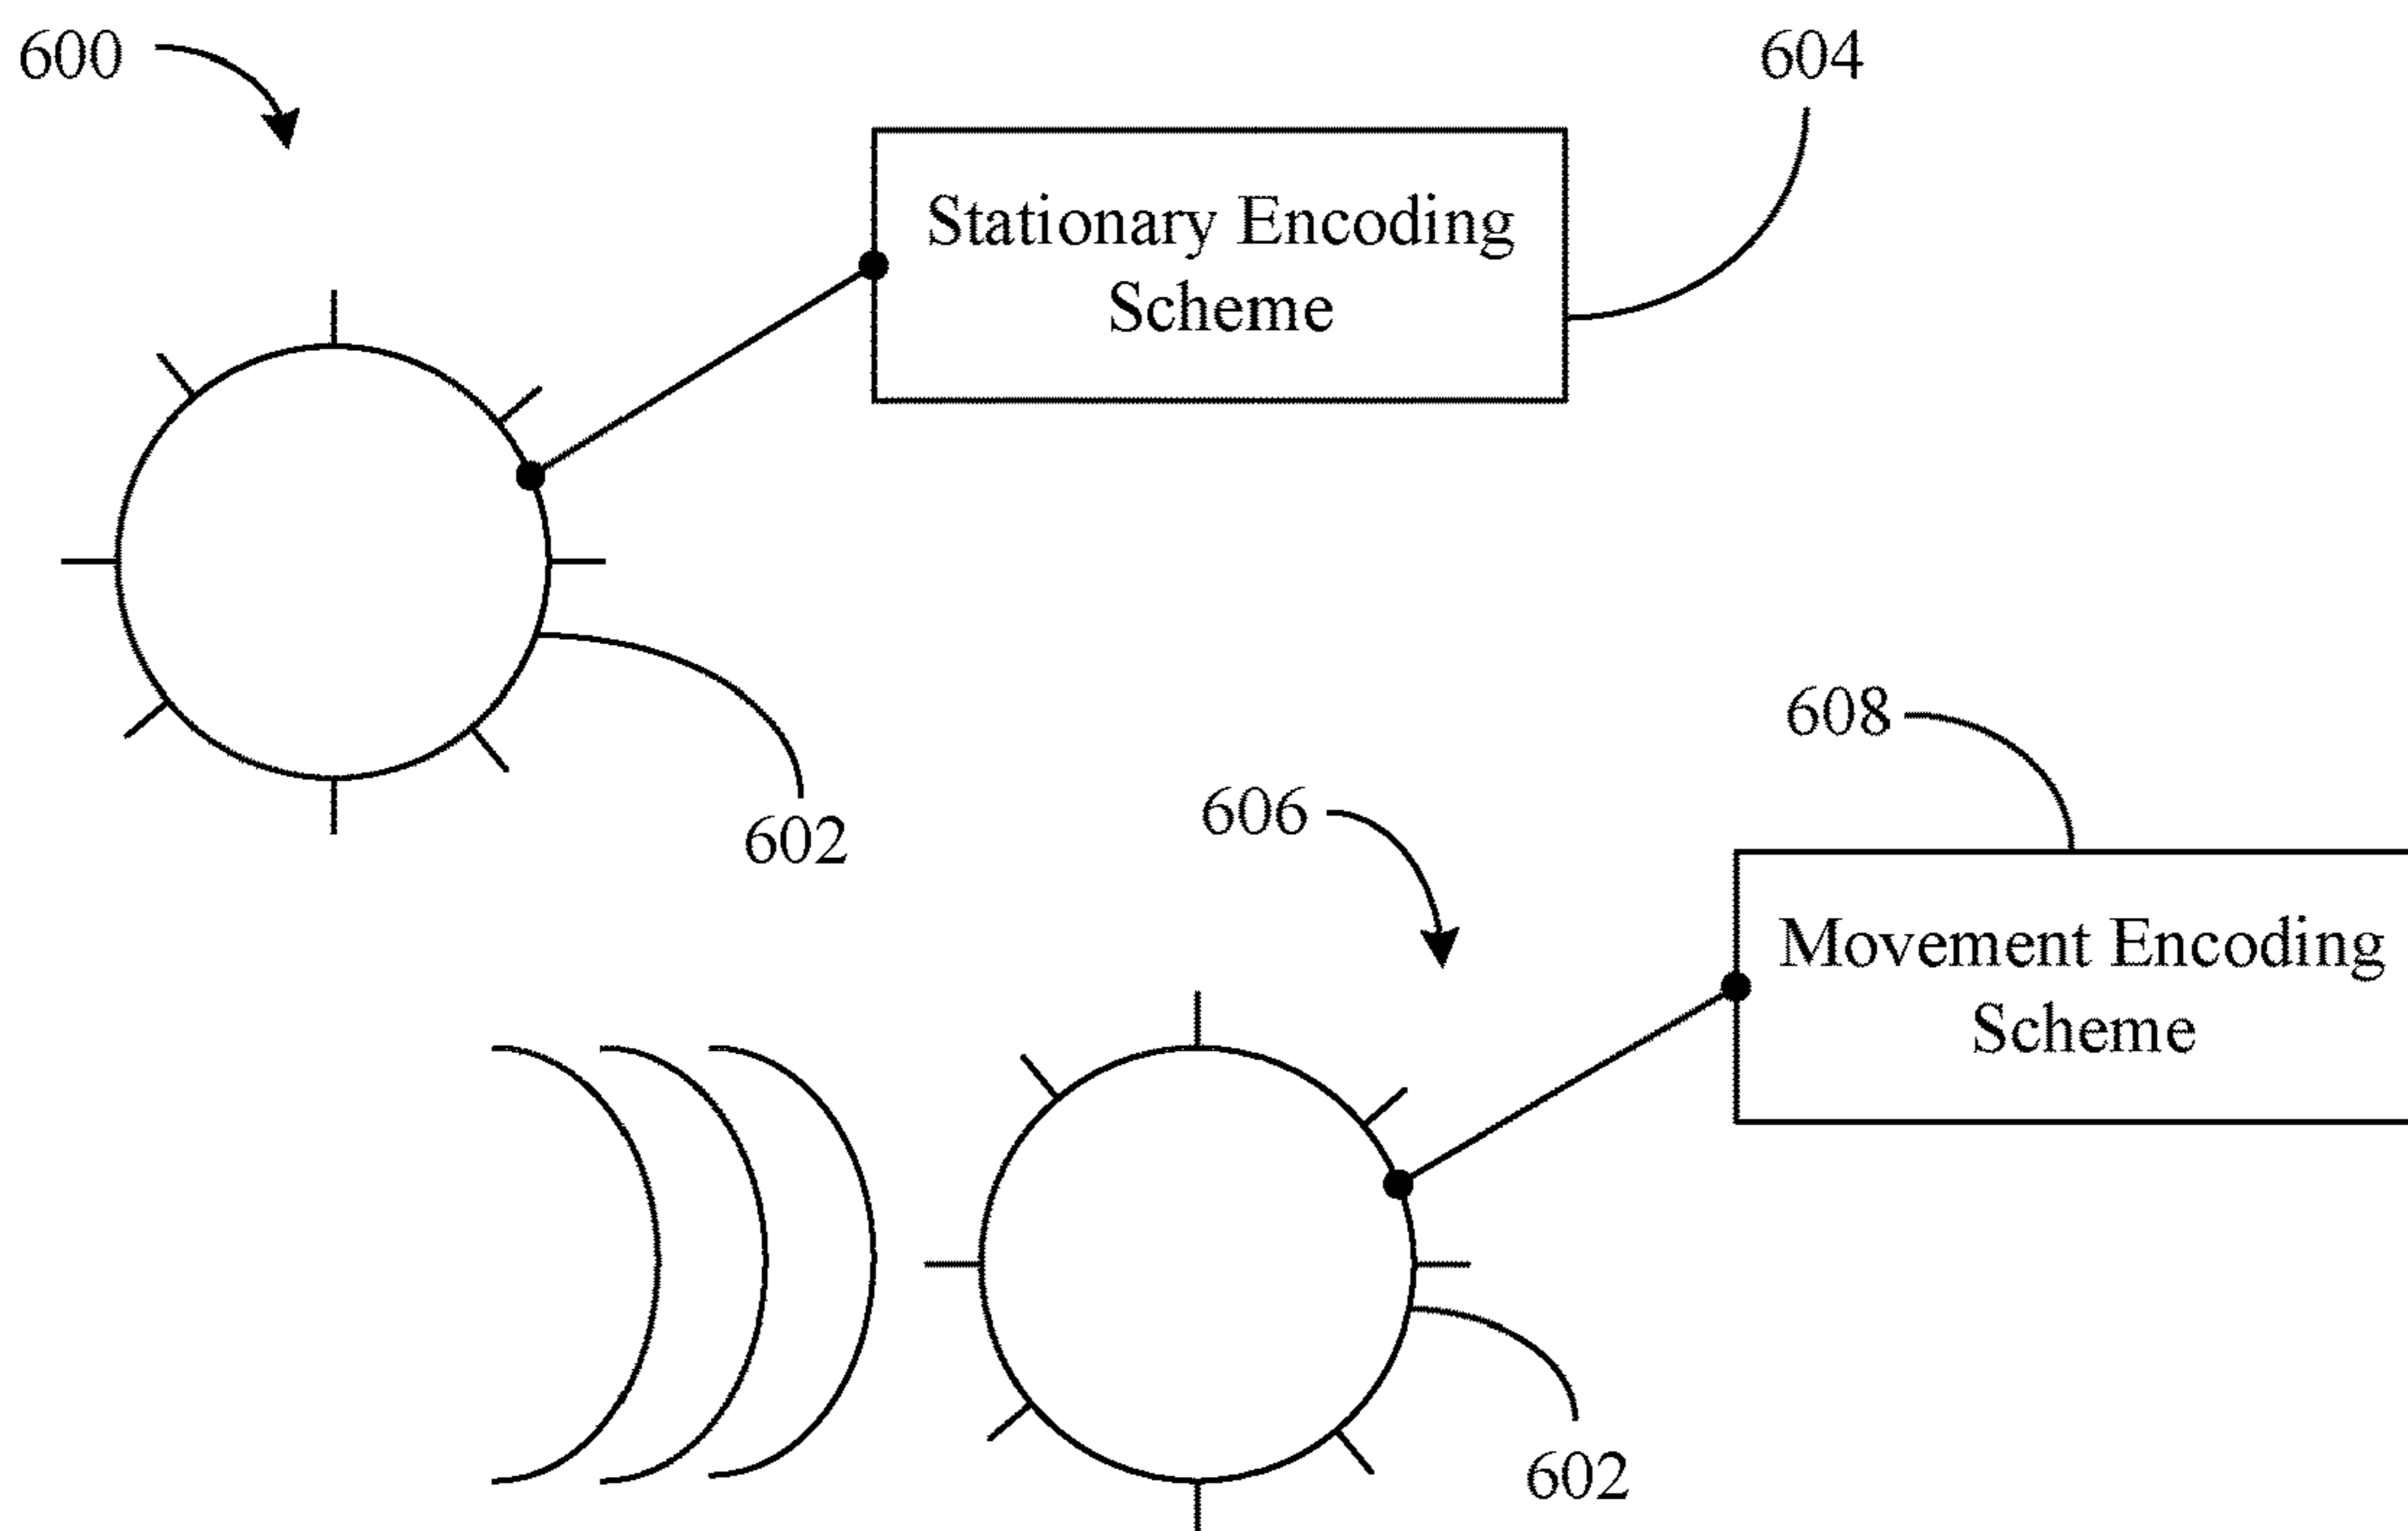 600
604
Stationary Encoding
Scheme
602
608
606
Movement Encoding
Scheme
602